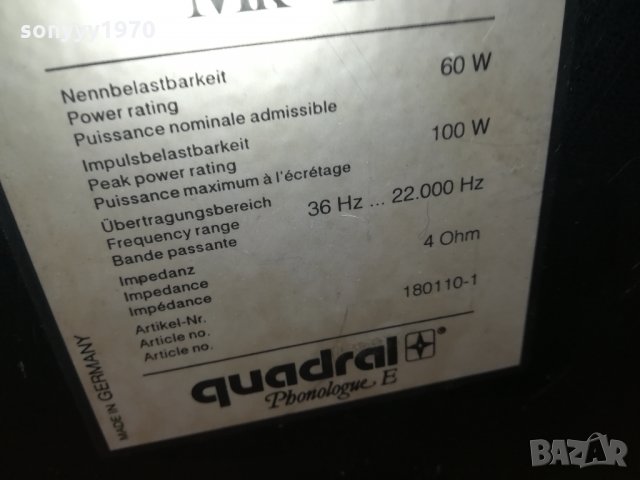 sonyvy1970
Nennbelastbarkeit
Power rating 60 W
Puissance nominale admissible
Impulsbelastbarkeit
Peak power rating 100 W
Puissance maximum à l'écrêtage
Übertragungsbereich
Frequency range 36 Hz ... 22.000 Hz
Bande passante
Impedanz
Impedance 4 Ohm
Impédance
Artikel-Nr.
Article no. 180110-1
Article no.
MADE IN GERMANY
quadral®
Phonologue E
BAZAR